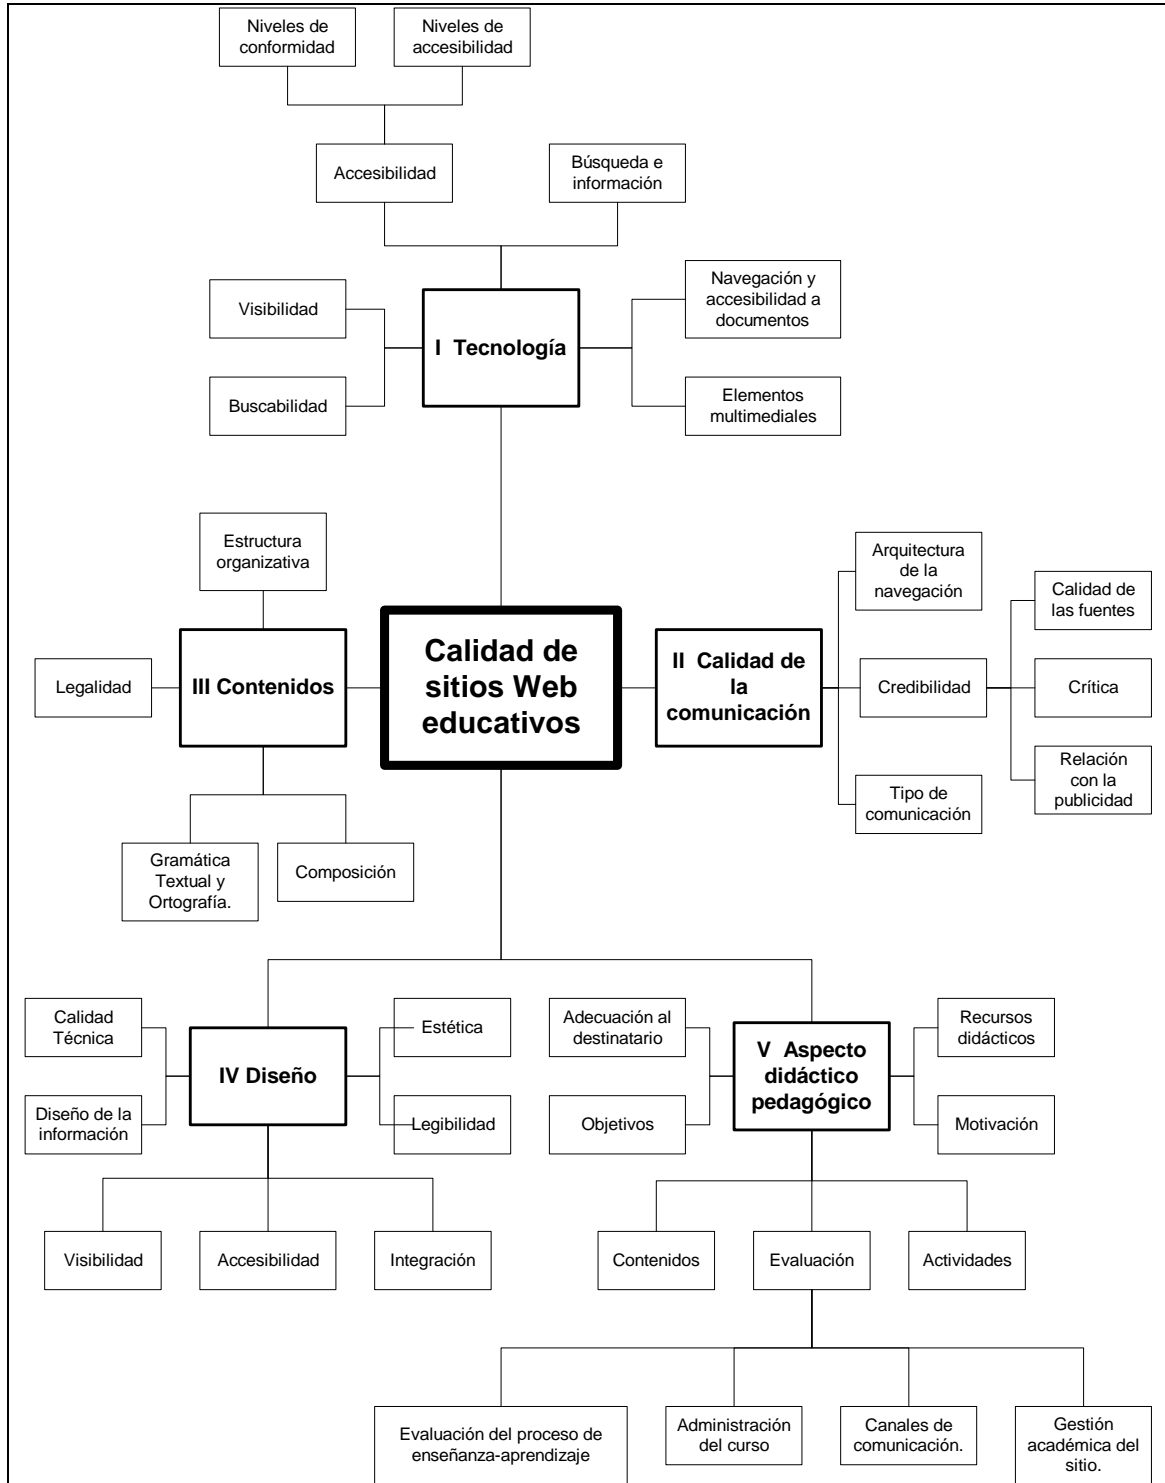 Niveles de
conformidad
Niveles de
accesibilidad
Accesibilidad
Búsqueda e
información
Visibilidad
Buscabilidad
I Tecnología
Navegación y
accesibilidad a
documentos
Elementos
multimediales
Estructura
organizativa
Legalidad
III Contenidos
Gramática
Textual y
Ortografía.
Composición
Calidad de
sitios Web
educativos
II Calidad de
la
comunicación
Arquitectura
de la
navegación
Credibilidad
Tipo de
comunicación
Calidad de
las fuentes
Crítica
Relación
con la
publicidad
Calidad
Técnica
Diseño de la
información
IV Diseño
Estética
Legibilidad
Visibilidad
Accesibilidad
Integración
Adecuación al
destinatario
Objetivos
V Aspecto
didáctico
pedagógico
Recursos
didácticos
Motivación
Contenidos
Evaluación
Actividades
Evaluación del proceso de
enseñanza-aprendizaje
Administración
del curso
Canales de
comunicación.
Gestión
académica del
sitio.